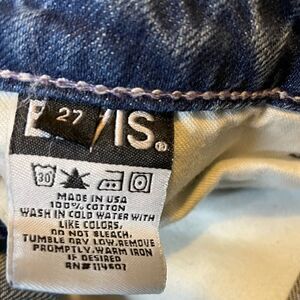 27
IS
®
30
MADE IN USA
100% COTTON
WASH IN COLD WATER WITH
LIKE COLORS.
DO NOT BLEACH.
TUMBLE DRY LOW. REMOVE
PROMPTLY. WARM IRON
IF DESIRED
RN# 114607